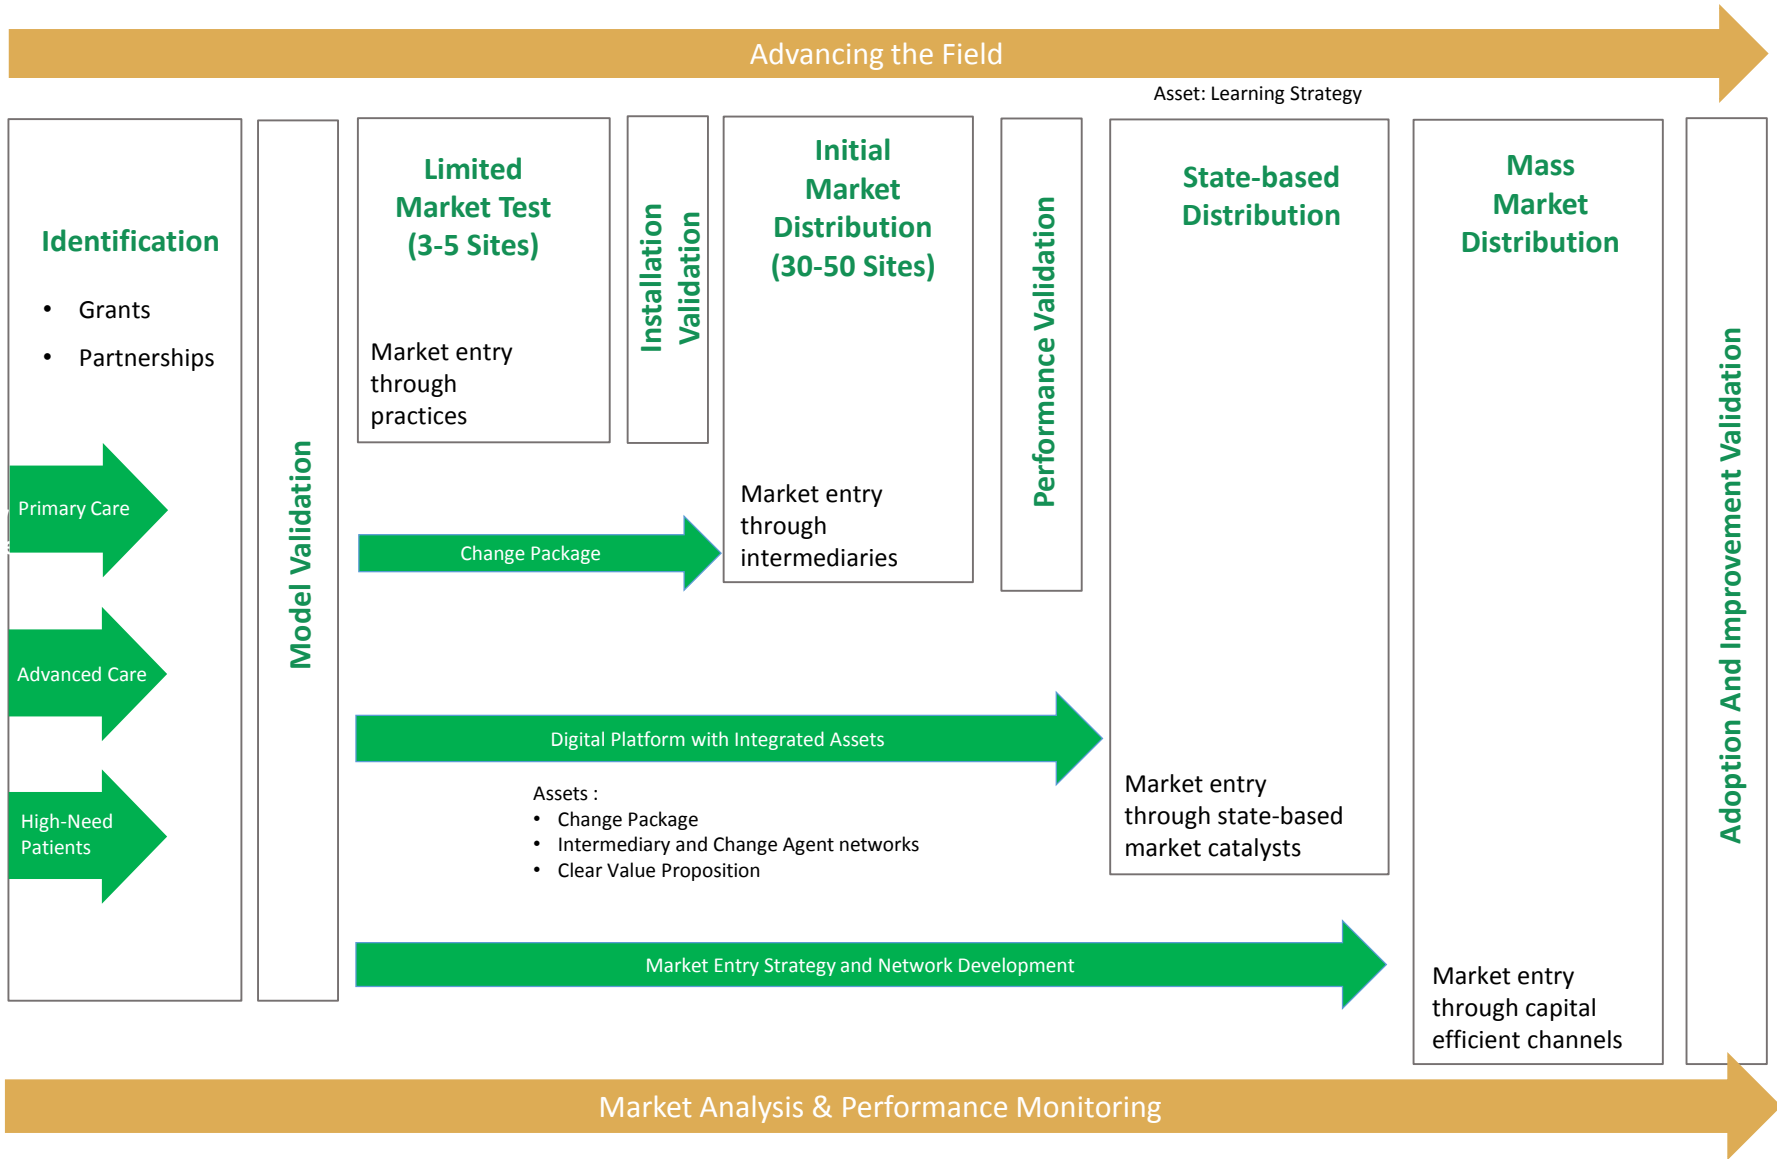 Advancing the Field
Asset: Learning Strategy
Identification
• Grants
• Partnerships
Primary Care
Advanced Care
High-Need
Patients
Model Validation
Limited
Market Test
(3-5 Sites)
Market entry
through
practices
Installation
Validation
Initial
Market
Distribution
(30-50 Sites)
Market entry
through
intermediaries
Performance Validation
State-based
Distribution
Market entry
through state-based
market catalysts
Mass
Market
Distribution
Market entry
through capital
efficient channels
Adoption And Improvement Validation
Change Package
Digital Platform with Integrated Assets
Assets :
• Change Package
• Intermediary and Change Agent networks
• Clear Value Proposition
Market Entry Strategy and Network Development
Market Analysis & Performance Monitoring